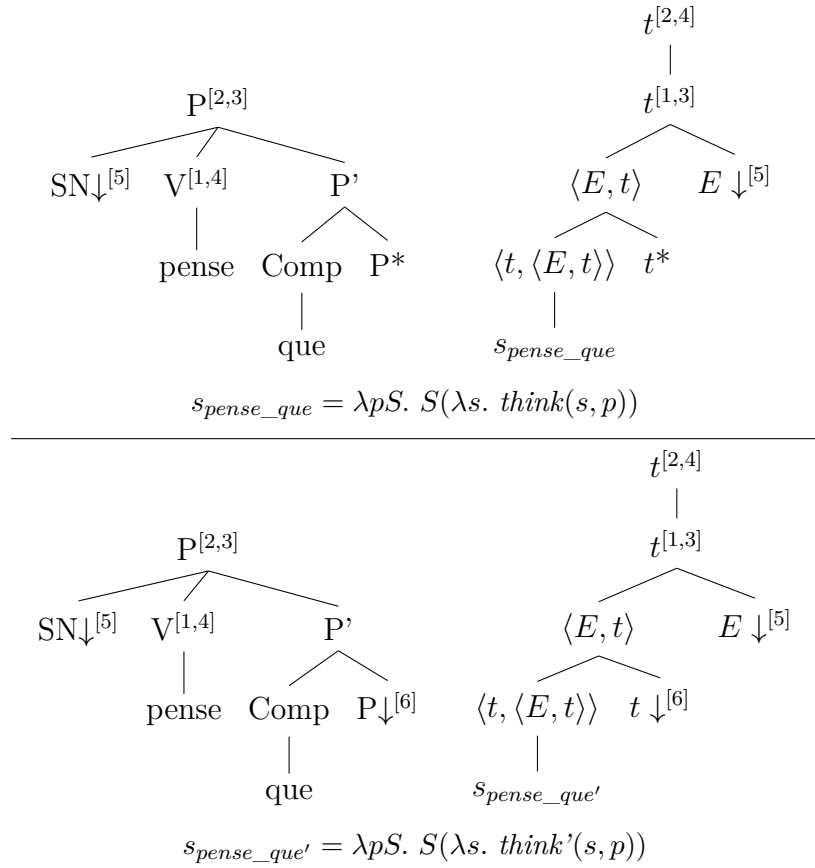 t[2,4]
P[2,3] t[1,3]
SN↓[5] V[1,4] P' ⟨E, t⟩ E ↓[5]
pense Comp P* ⟨t, ⟨E, t⟩⟩ t*
que s_pense_que
s_pense_que = λpS. S(λs. think(s, p))
t[2,4]
P[2,3] t[1,3]
SN↓[5] V[1,4] P' ⟨E, t⟩ E ↓[5]
pense Comp P↓[6] ⟨t, ⟨E, t⟩⟩ t ↓[6]
que s_pense_que′
s_pense_que′ = λpS. S(λs. think'(s, p))